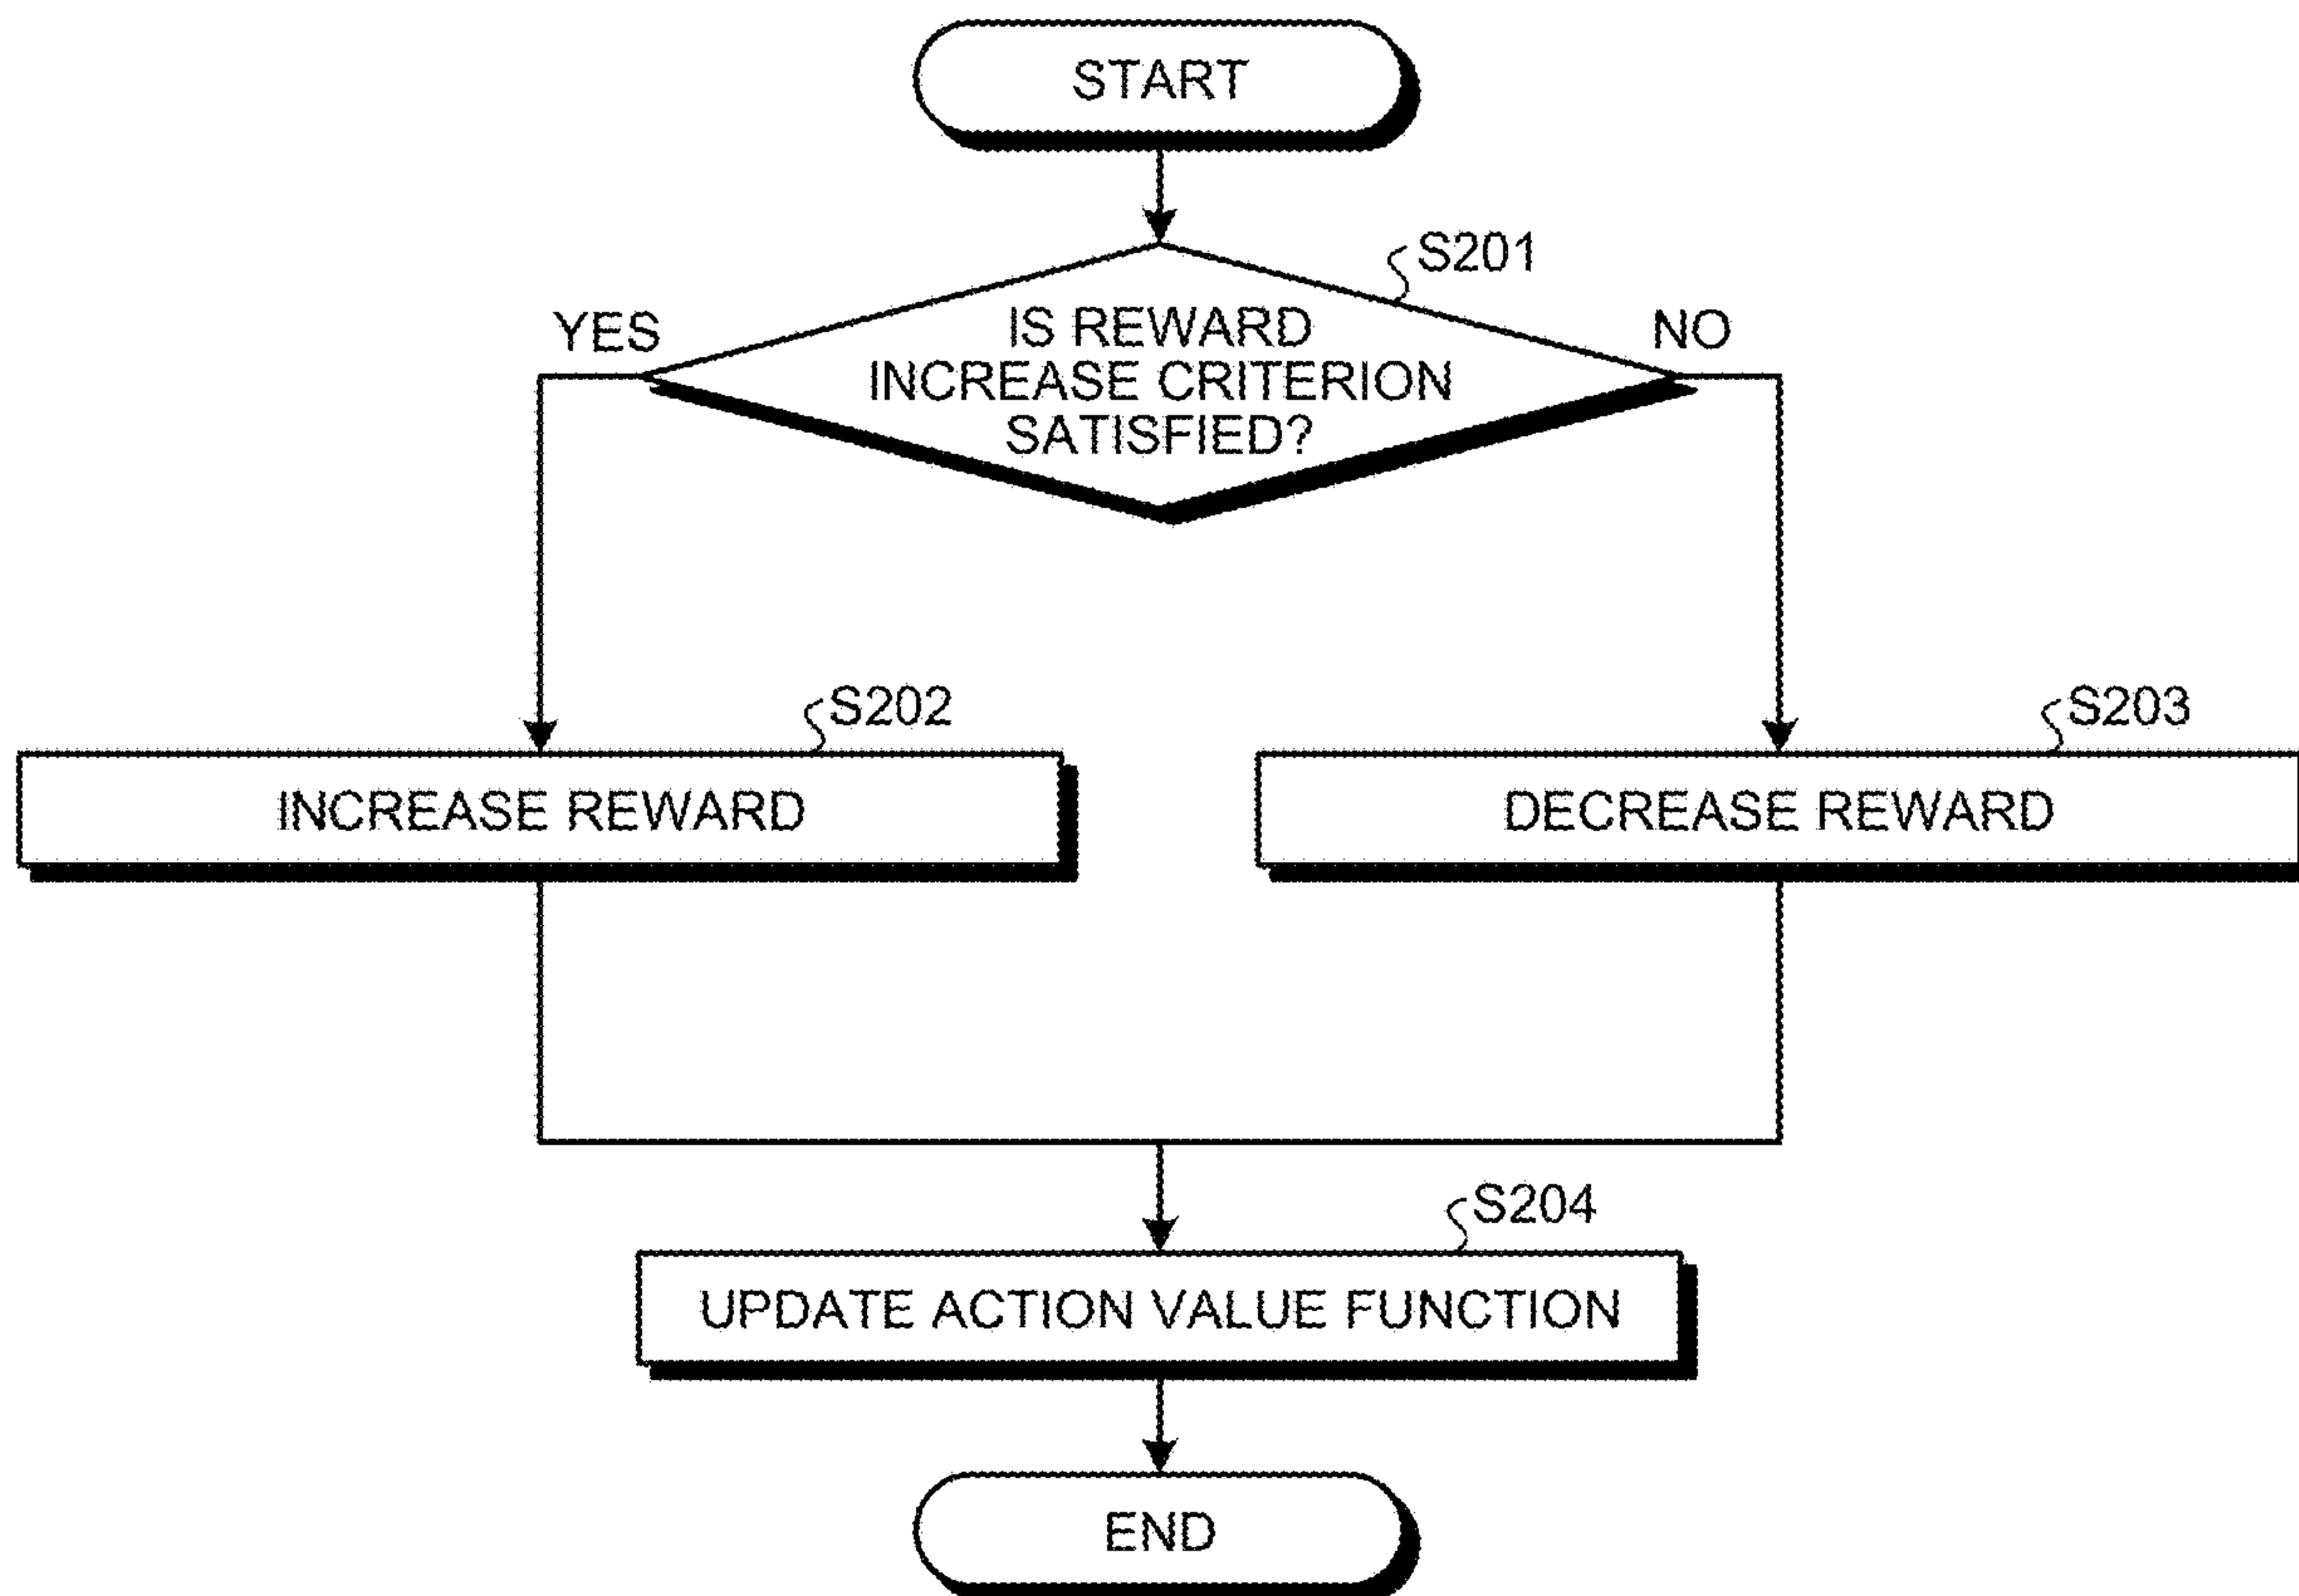 START
S201
YES
NO
IS REWARD
INCREASE CRITERION
SATISFIED?
S202
S203
INCREASE REWARD
DECREASE REWARD
S204
UPDATE ACTION VALUE FUNCTION
END